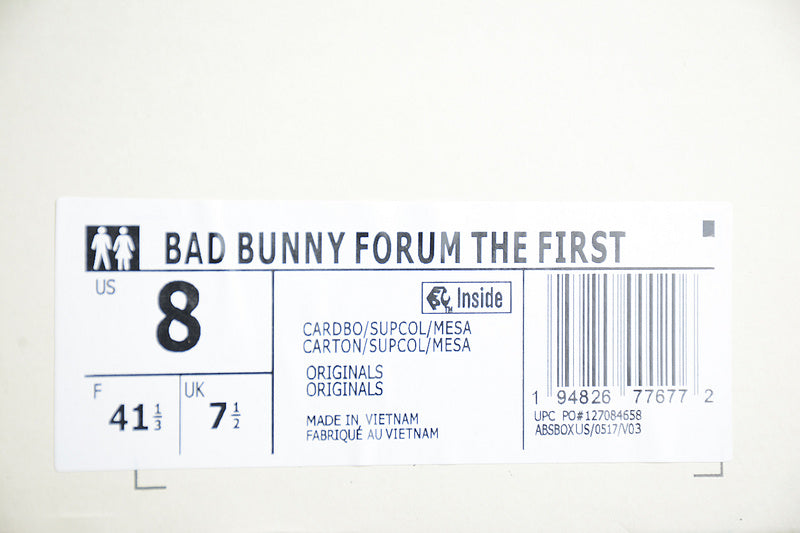 BAD BUNNY FORUM THE FIRST
US
8
F
41 1/3
UK
7 1/2
Inside
TM
CARDBO/SUPCOL/MESA
CARTON/SUPCOL/MESA
ORIGINALS
ORIGINALS
MADE IN VIETNAM
FABRIQUÉ AU VIETNAM
1 94826 77677 2
UPC PO#127084658
ABSBOXUS/0517/V03